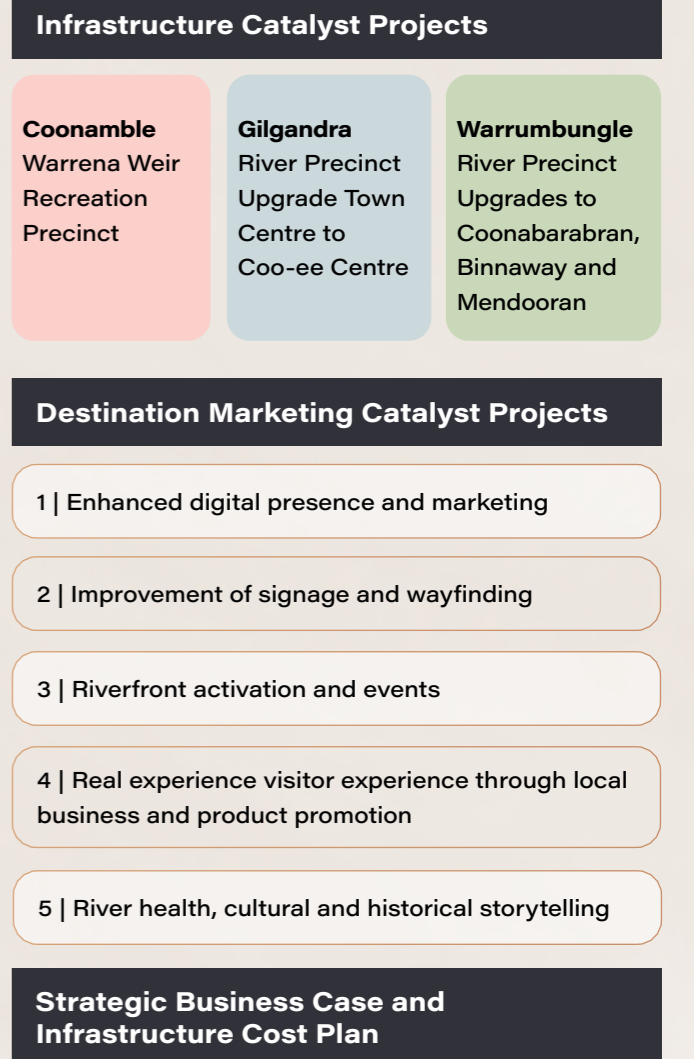 Infrastructure Catalyst Projects
Coonamble
Warrena Weir
Recreation
Precinct
Gilgandra
River Precinct
Upgrade Town
Centre to
Coo-ee Centre
Warrumbungle
River Precinct
Upgrades to
Coonabarabran,
Binnaway and
Mendooran
Destination Marketing Catalyst Projects
1 | Enhanced digital presence and marketing
2 | Improvement of signage and wayfinding
3 | Riverfront activation and events
4 | Real experience visitor experience through local
business and product promotion
5 | River health, cultural and historical storytelling
Strategic Business Case and
Infrastructure Cost Plan